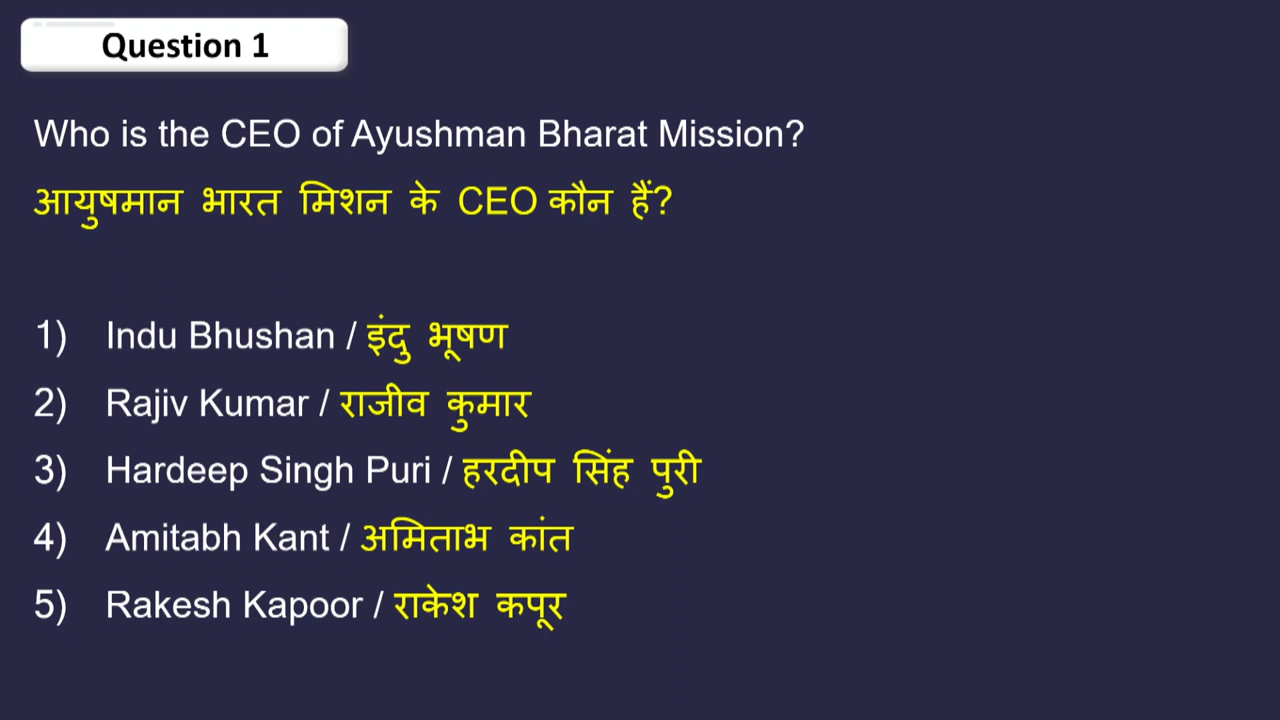 Question 1
Who is the CEO of Ayushman Bharat Mission?
आयुषमान भारत मिशन के CEO कौन हैं?
1) Indu Bhushan / इंदु भूषण
2) Rajiv Kumar / राजीव कुमार
3) Hardeep Singh Puri / हरदीप सिंह पुरी
4) Amitabh Kant / अमिताभ कांत
5) Rakesh Kapoor / राकेश कपूर